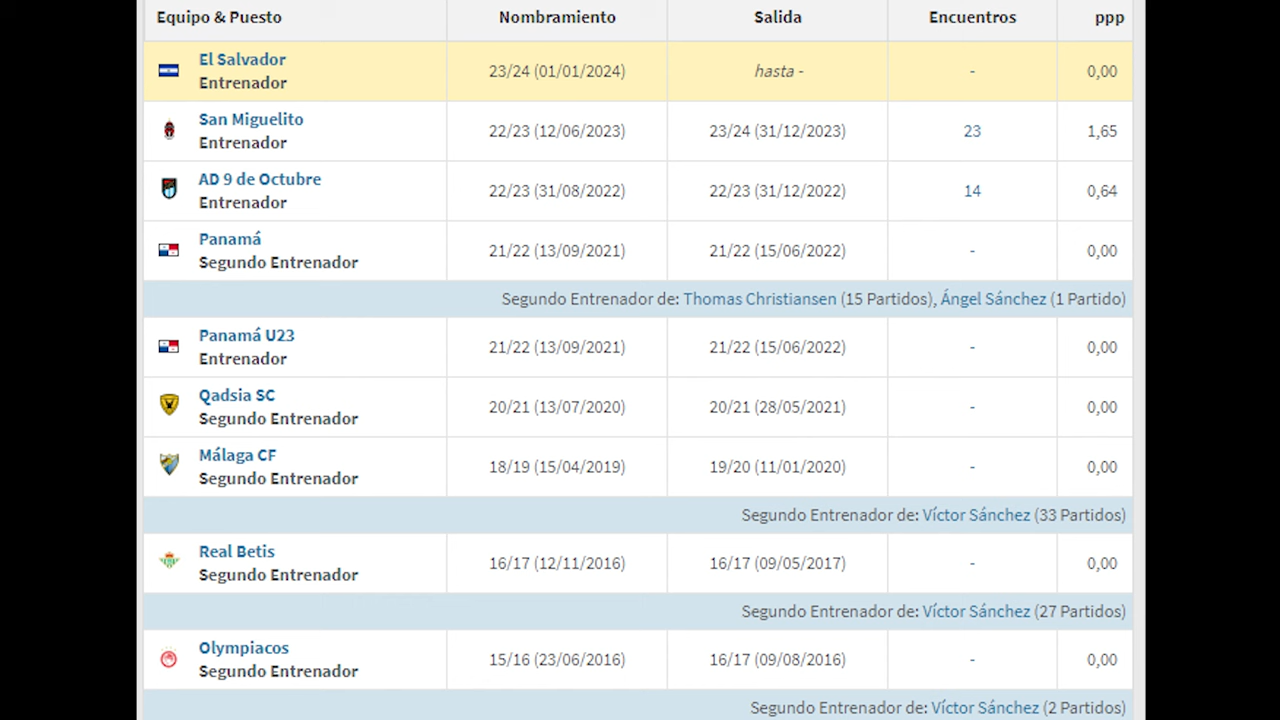 Equipo & Puesto Nombramiento Salida Encuentros ppp
El Salvador
Entrenador
23/24 (01/01/2024) hasta - - 0,00
San Miguelito
Entrenador
22/23 (12/06/2023) 23/24 (31/12/2023) 23 1,65
AD 9 de Octubre
Entrenador
22/23 (31/08/2022) 22/23 (31/12/2022) 14 0,64
Panamá
Segundo Entrenador
21/22 (13/09/2021) 21/22 (15/06/2022) - 0,00
Segundo Entrenador de: Thomas Christiansen (15 Partidos), Ángel Sánchez (1 Partido)
Panamá U23
Entrenador
21/22 (13/09/2021) 21/22 (15/06/2022) - 0,00
Qadsia SC
Segundo Entrenador
20/21 (13/07/2020) 20/21 (28/05/2021) - 0,00
Málaga CF
Segundo Entrenador
18/19 (15/04/2019) 19/20 (11/01/2020) - 0,00
Segundo Entrenador de: Víctor Sánchez (33 Partidos)
Real Betis
Segundo Entrenador
16/17 (12/11/2016) 16/17 (09/05/2017) - 0,00
Segundo Entrenador de: Víctor Sánchez (27 Partidos)
Olympiacos
Segundo Entrenador
15/16 (23/06/2016) 16/17 (09/08/2016) - 0,00
Segundo Entrenador de: Víctor Sánchez (2 Partidos)